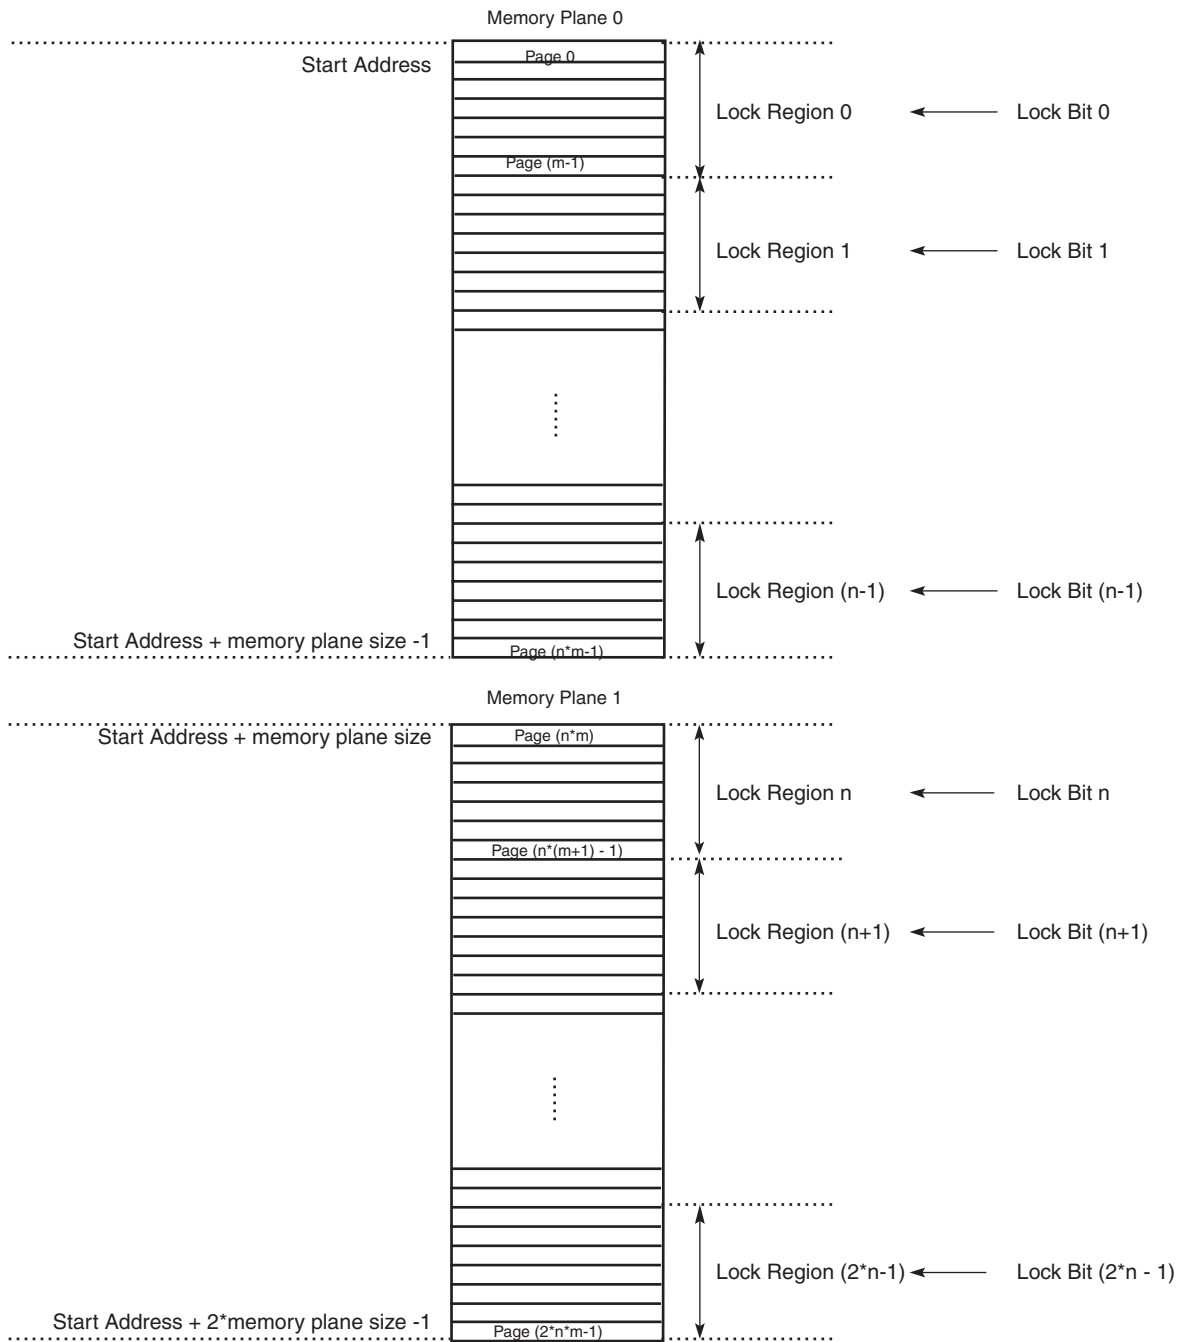 Memory Plane 0
Start Address
Page 0
Lock Region 0
Lock Bit 0
Page (m-1)
Lock Region 1
Lock Bit 1
Lock Region (n-1)
Lock Bit (n-1)
Start Address + memory plane size -1
Page (n*m-1)
Memory Plane 1
Start Address + memory plane size
Page (n*m)
Lock Region n
Lock Bit n
Page (n*(m+1) - 1)
Lock Region (n+1)
Lock Bit (n+1)
Lock Region (2*n-1)
Lock Bit (2*n - 1)
Start Address + 2*memory plane size -1
Page (2*n*m-1)